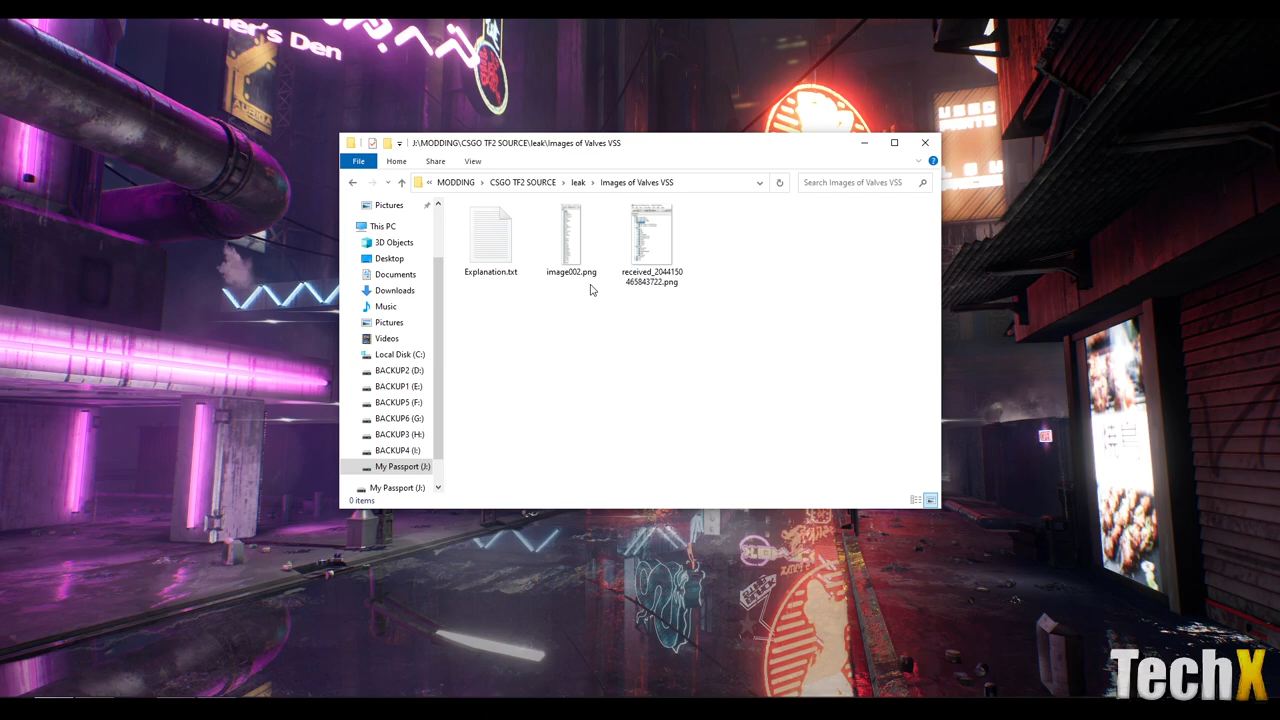 ner's Den
J:\MODDING\CSGO TF2 SOURCE\leak\Images of Valves VSS
File Home Share View
MODDING CSGO TF2 SOURCE leak Images of Valves VSS
Search Images of Valves VSS
Pictures
This PC
3D Objects
Desktop
Documents
Downloads
Music
Pictures
Videos
Local Disk (C:)
BACKUP2 (D:)
BACKUP1 (E:)
BACKUP5 (F:)
BACKUP6 (G:)
BACKUP3 (H:)
BACKUP4 (I:)
My Passport (J:)
My Passport (J:)
0 items
Explanation.txt
image002.png
received_2044150
465843722.png
USED
TechX